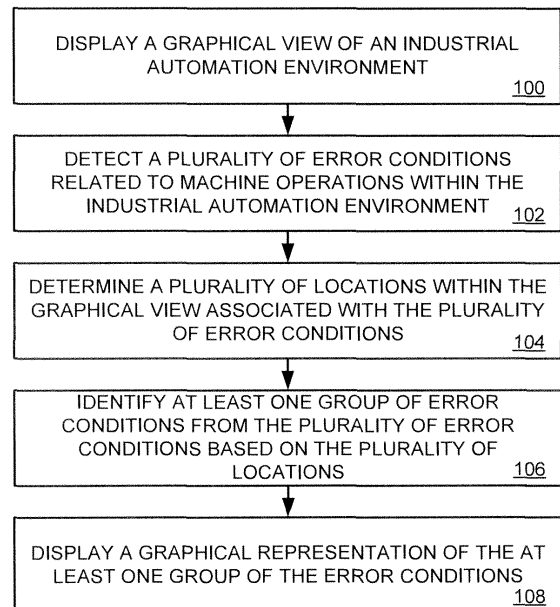 DISPLAY A GRAPHICAL VIEW OF AN INDUSTRIAL
AUTOMATION ENVIRONMENT
100
DETECT A PLURALITY OF ERROR CONDITIONS
RELATED TO MACHINE OPERATIONS WITHIN THE
INDUSTRIAL AUTOMATION ENVIRONMENT
102
DETERMINE A PLURALITY OF LOCATIONS WITHIN THE
GRAPHICAL VIEW ASSOCIATED WITH THE PLURALITY
OF ERROR CONDITIONS
104
IDENTIFY AT LEAST ONE GROUP OF ERROR
CONDITIONS FROM THE PLURALITY OF ERROR
CONDITIONS BASED ON THE PLURALITY OF
LOCATIONS
106
DISPLAY A GRAPHICAL REPRESENTATION OF THE AT
LEAST ONE GROUP OF THE ERROR CONDITIONS
108